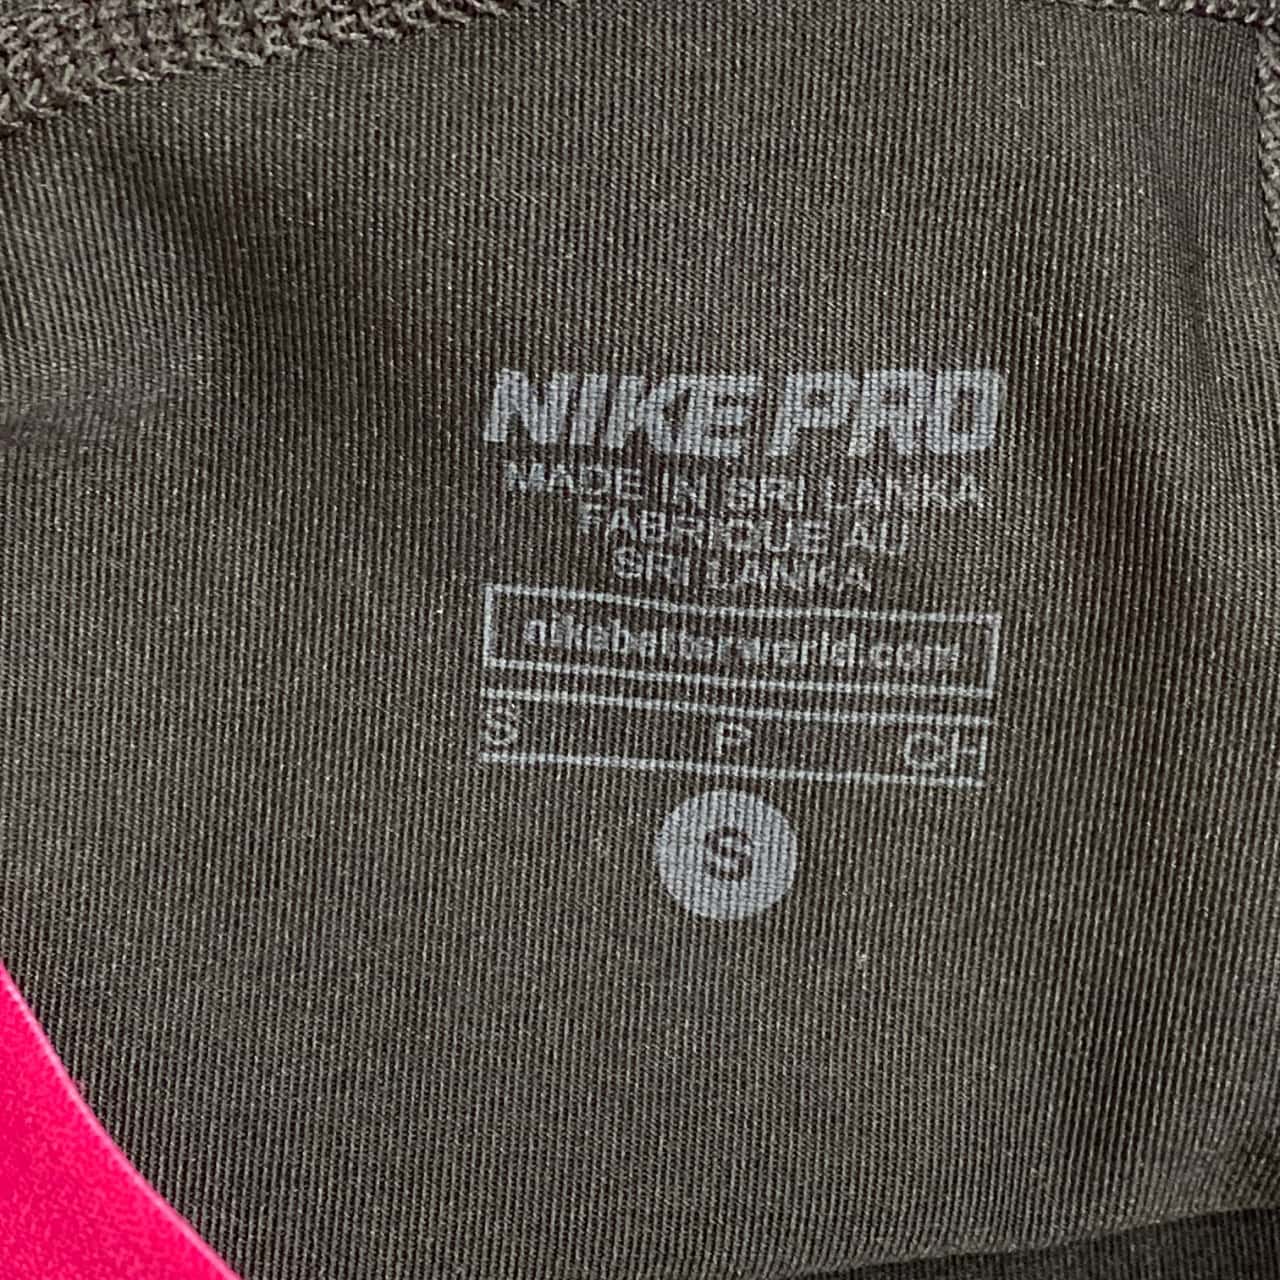 NIKE PRO
MADE IN SRI LANKA
FABRIQUE AU
SRI LANKA
nikebetterworld.com
S P CH
S